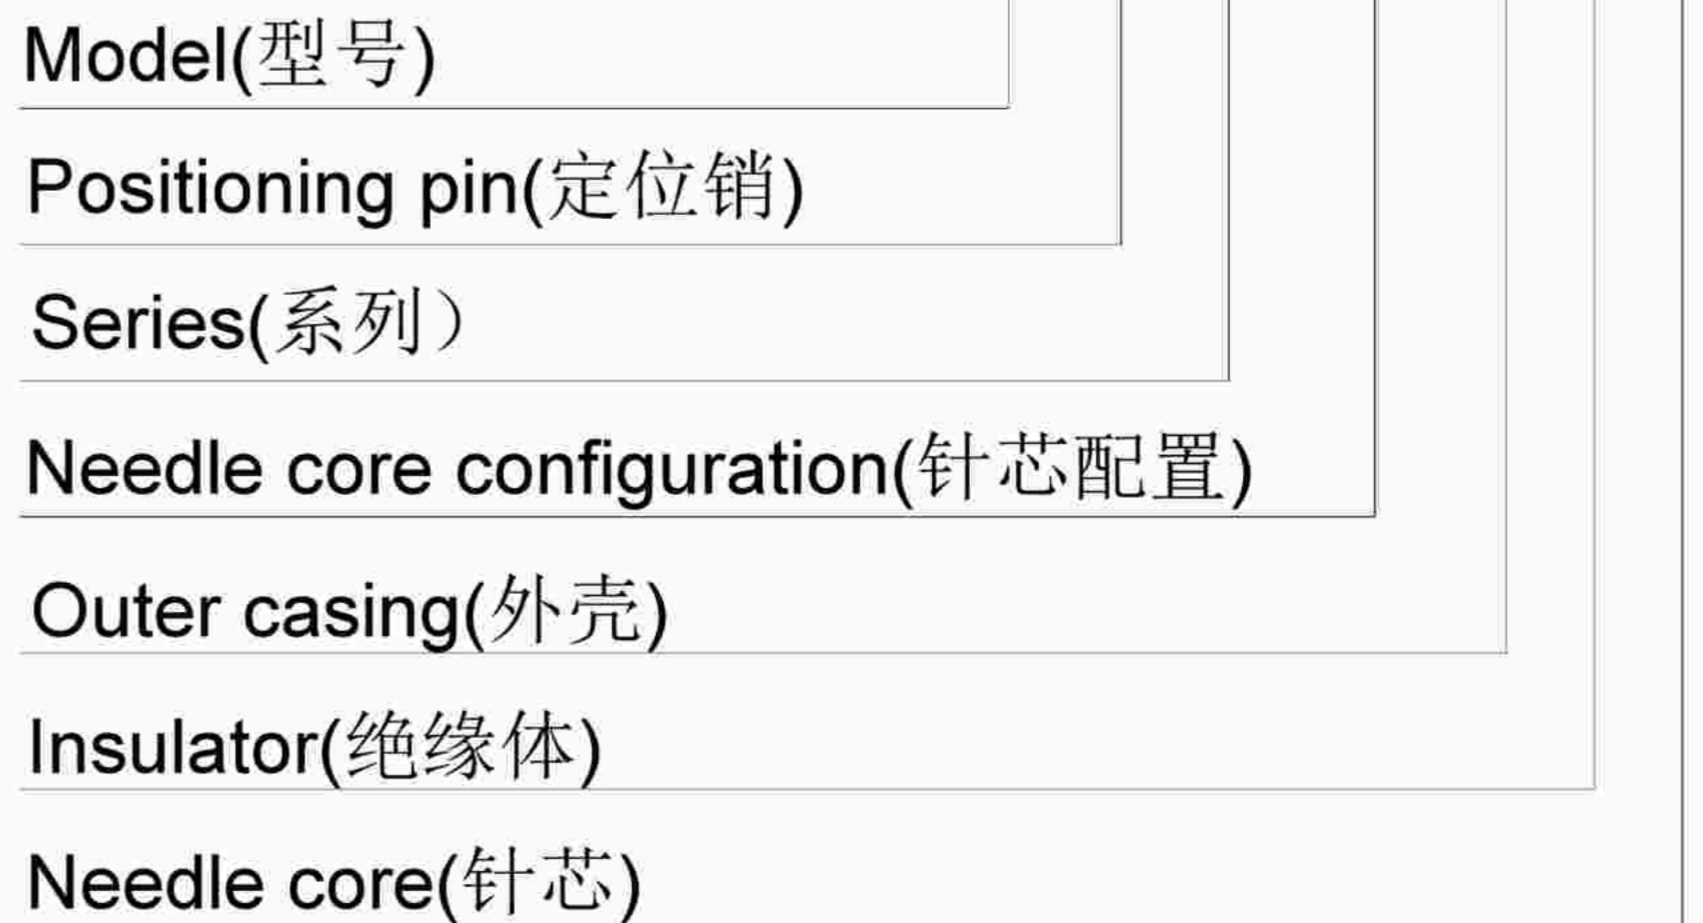 Model(型号)
Positioning pin(定位销)
Series(系列）
Needle core configuration(针芯配置)
Outer casing(外壳)
Insulator(绝缘体)
Needle core(针芯)